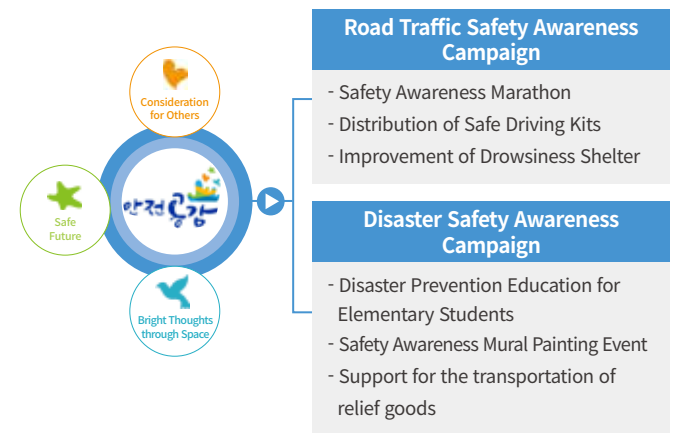 Consideration
for Others
Safe
Future
안전공감
Bright Thoughts
through Space
Road Traffic Safety Awareness
Campaign
- Safety Awareness Marathon
- Distribution of Safe Driving Kits
- Improvement of Drowsiness Shelter
Disaster Safety Awareness
Campaign
- Disaster Prevention Education for
Elementary Students
- Safety Awareness Mural Painting Event
- Support for the transportation of
relief goods